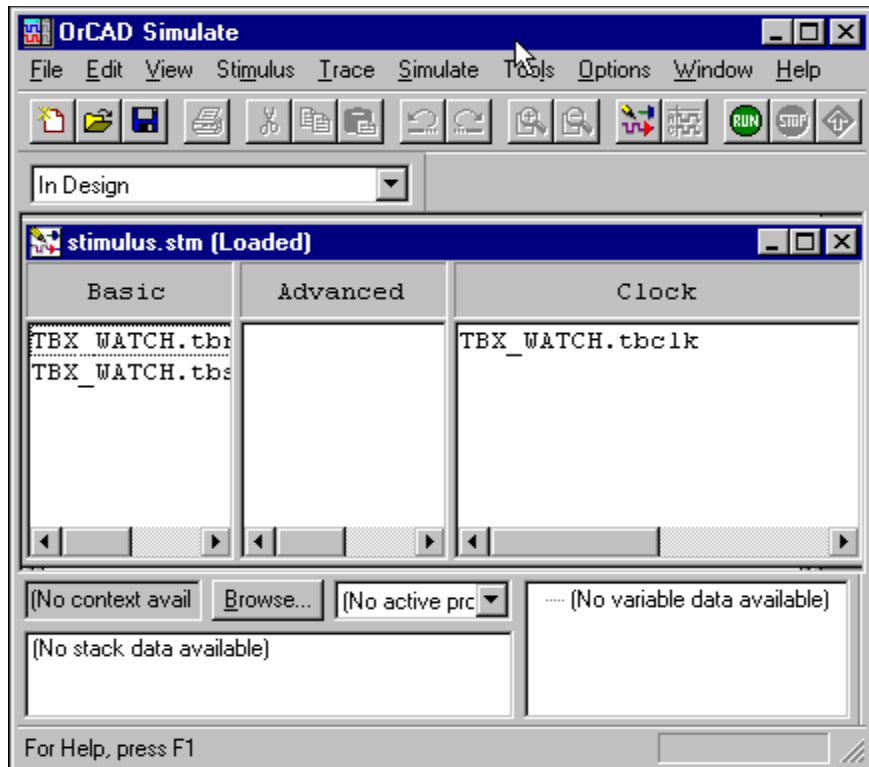 OrCAD Simulate
File Edit View Stimulus Trace Simulate Tools Options Window Help
RUN STOP
In Design
stimulus.stm (Loaded)
Basic Advanced Clock
TBX_WATCH.tbr TBX_WATCH.tbclk
TBX_WATCH.tbs
(No context avail Browse... (No active prc (No variable data available)
(No stack data available)
For Help, press F1